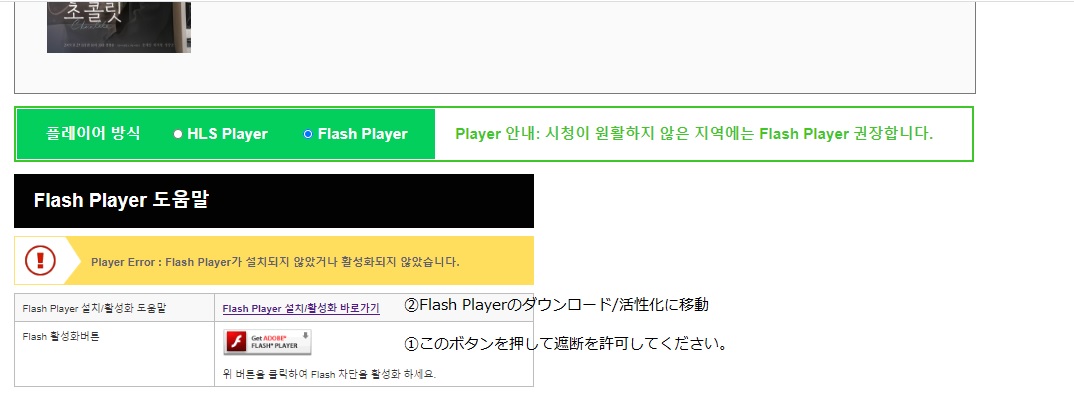 초콜릿
플레이어 방식 HLS Player Flash Player Player 안내: 시청이 원활하지 않은 지역에는 Flash Player 권장합니다.
Flash Player 도움말
Player Error : Flash Player가 설치되지 않았거나 활성화되지 않았습니다.
Flash Player 설치/활성화 도움말 Flash Player 설치/활성화 바로가기 ②Flash Playerのダウンロード/活性化に移動
Flash 활성화버튼
Get ADOBE®
FLASH® PLAYER
①このボタンを押して遮断を許可してください。
위 버튼을 클릭하여 Flash 차단을 활성화 하세요.